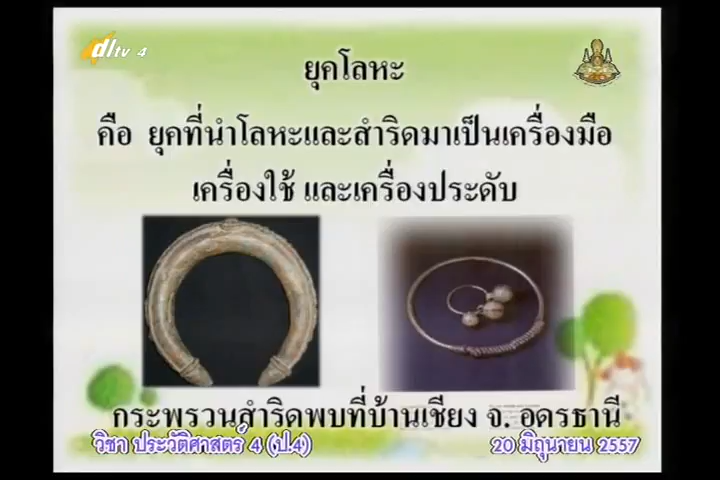 dltv 4
ยุคโลหะ
คือ ยุคที่นำโลหะและสำริดมาเป็นเครื่องมือ
เครื่องใช้ และเครื่องประดับ
กระพรวนสำริดพบที่บ้านเชียง จ. อุดรธานี
วิชา ประวัติศาสตร์ 4 (ป.4)
20 มิถุนายน 2557